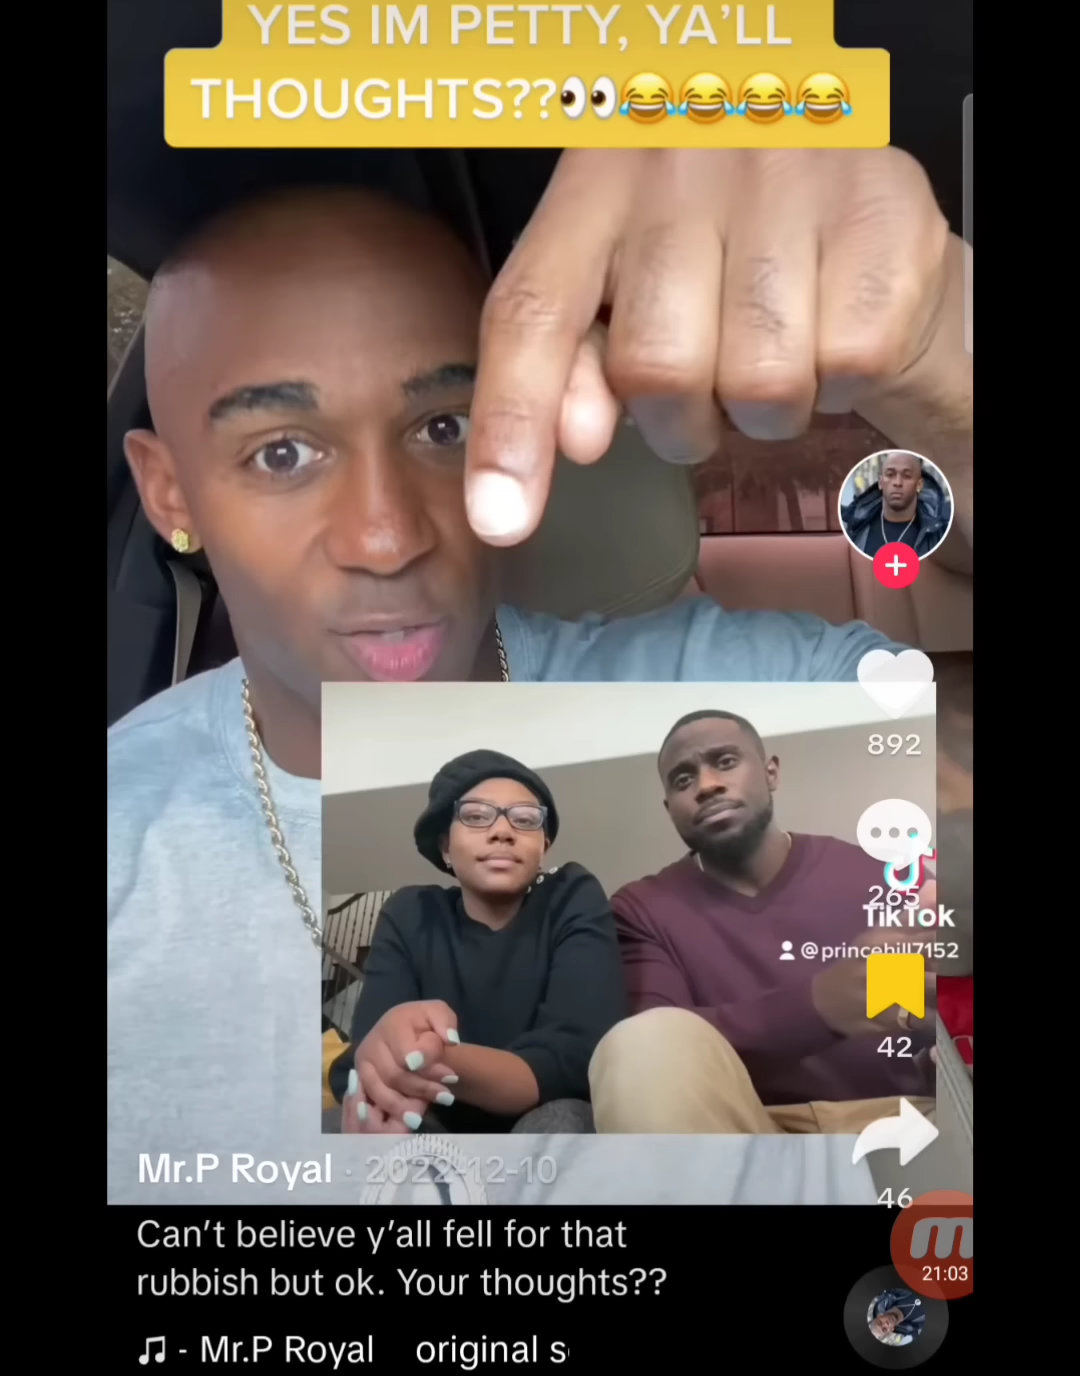 YES IM PETTY, YA’LL
THOUGHTS??👀😂😂😂😂
892
265
TikTok
@princehill7152
42
46
Mr.P Royal · 2022-12-10
21:03
Can’t believe y’all fell for that
rubbish but ok. Your thoughts??
- Mr.P Royal original s